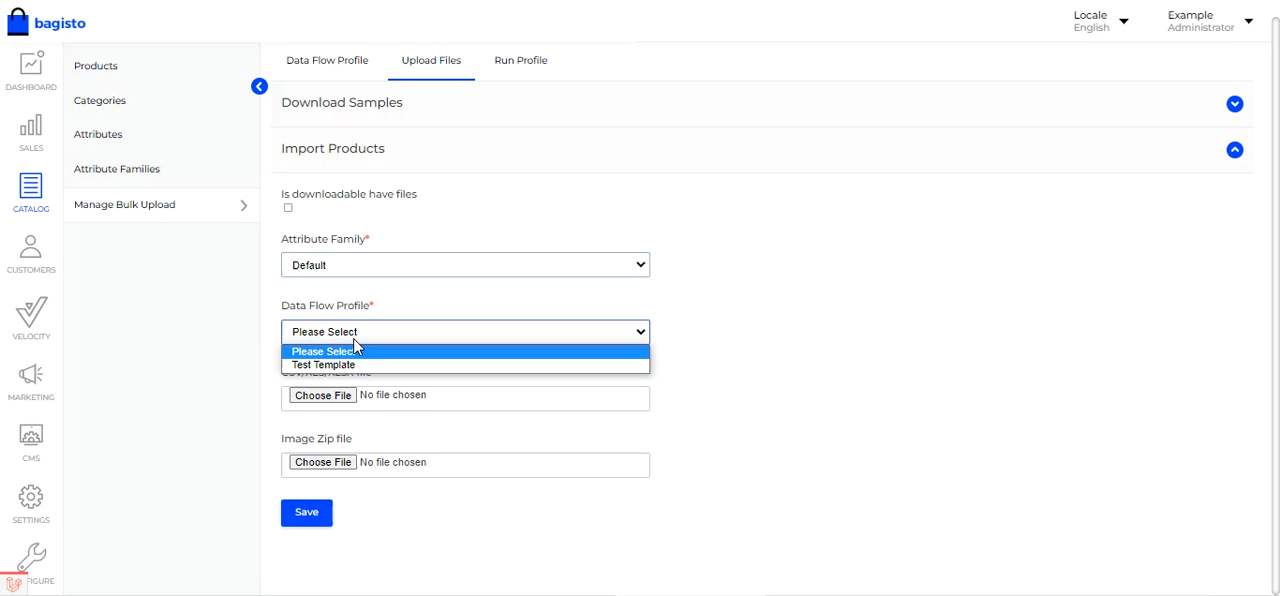 bagisto
Locale
English
Example
Administrator
DASHBOARD
SALES
CATALOG
CUSTOMERS
VELOCITY
MARKETING
CMS
SETTINGS
Products
Categories
Attributes
Attribute Families
Manage Bulk Upload
Data Flow Profile Upload Files Run Profile
Download Samples
Import Products
Is downloadable have files
Attribute Family*
Default
Data Flow Profile*
Please Select
Please Selec
Test Template
Choose File No file chosen
Image Zip file
Choose File No file chosen
Save